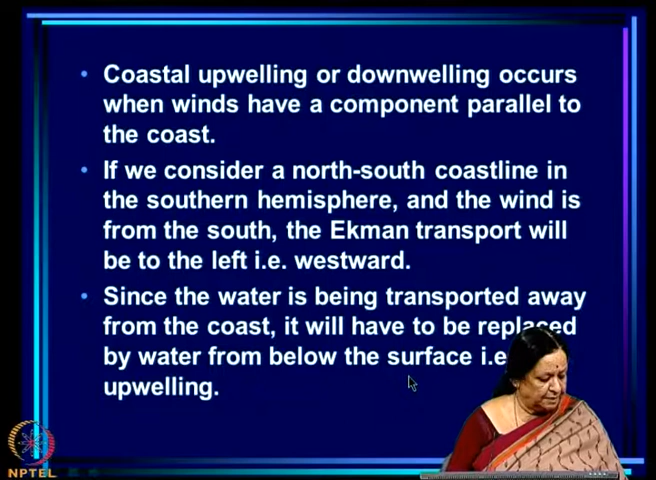 • Coastal upwelling or downwelling occurs
when winds have a component parallel to
the coast.
• If we consider a north-south coastline in
the southern hemisphere, and the wind is
from the south, the Ekman transport will
be to the left i.e. westward.
• Since the water is being transported away
from the coast, it will have to be replaced
by water from below the surface i.e
upwelling.
NPTEL